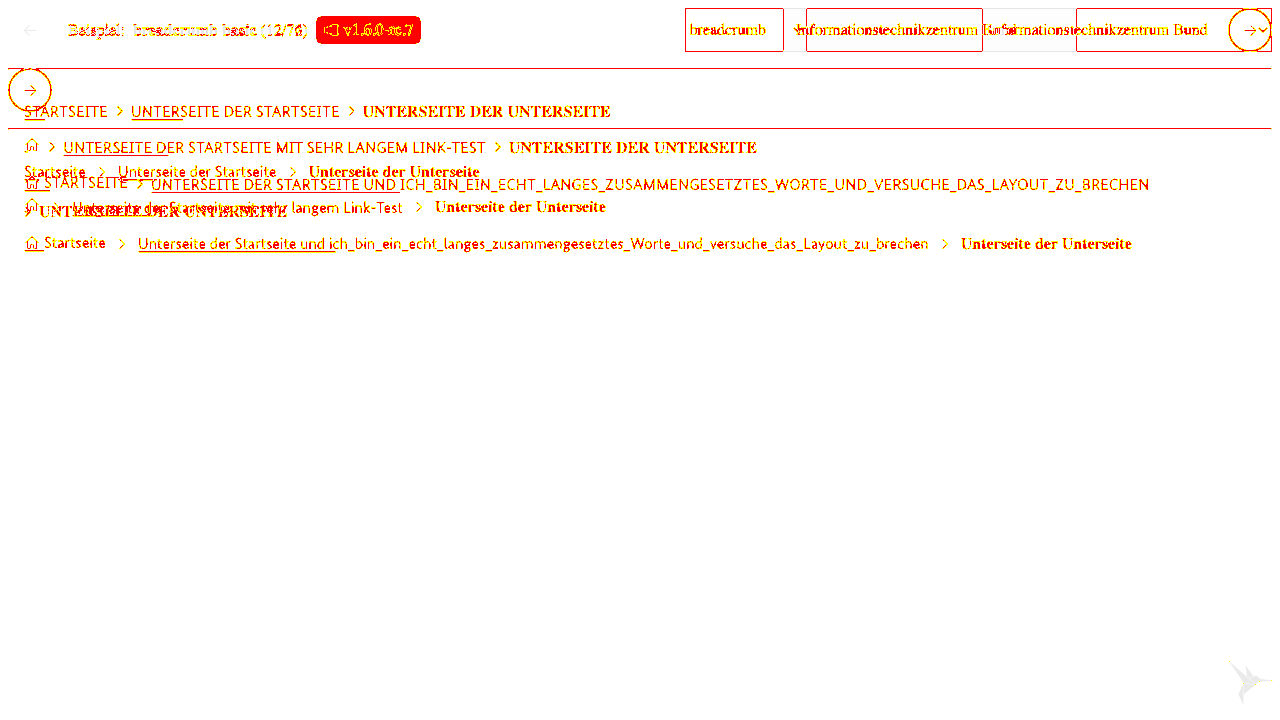 Beispiel: breadcrumb basic (12/76) v1.6.0-rc.7 breadcrumb Informationstechnikzentrum Informationstechnikzentrum Bund
STARTSEITE UNTERSEITE DER STARTSEITE UNTERSEITE DER UNTERSEITE
UNTERSEITE DER STARTSEITE MIT SEHR LANGEM LINK-TEST UNTERSEITE DER UNTERSEITE
Startseite Unterseite der Startseite Unterseite der Unterseite
STARTSEITE UNTERSEITE DER STARTSEITE UND ICH_BIN_EIN_ECHT_LANGES_ZUSAMMENGESETZTES_WORTE_UND_VERSUCHE_DAS_LAYOUT_ZU_BRECHEN
Unterseite der Startseite mit sehr langem Link-Test Unterseite der Unterseite
UNTERSEITE DER UNTERSEITE
Startseite Unterseite der Startseite und ich_bin_ein_echt_langes_zusammengesetztes_Worte_und_versuche_das_Layout_zu_brechen Unterseite der Unterseite